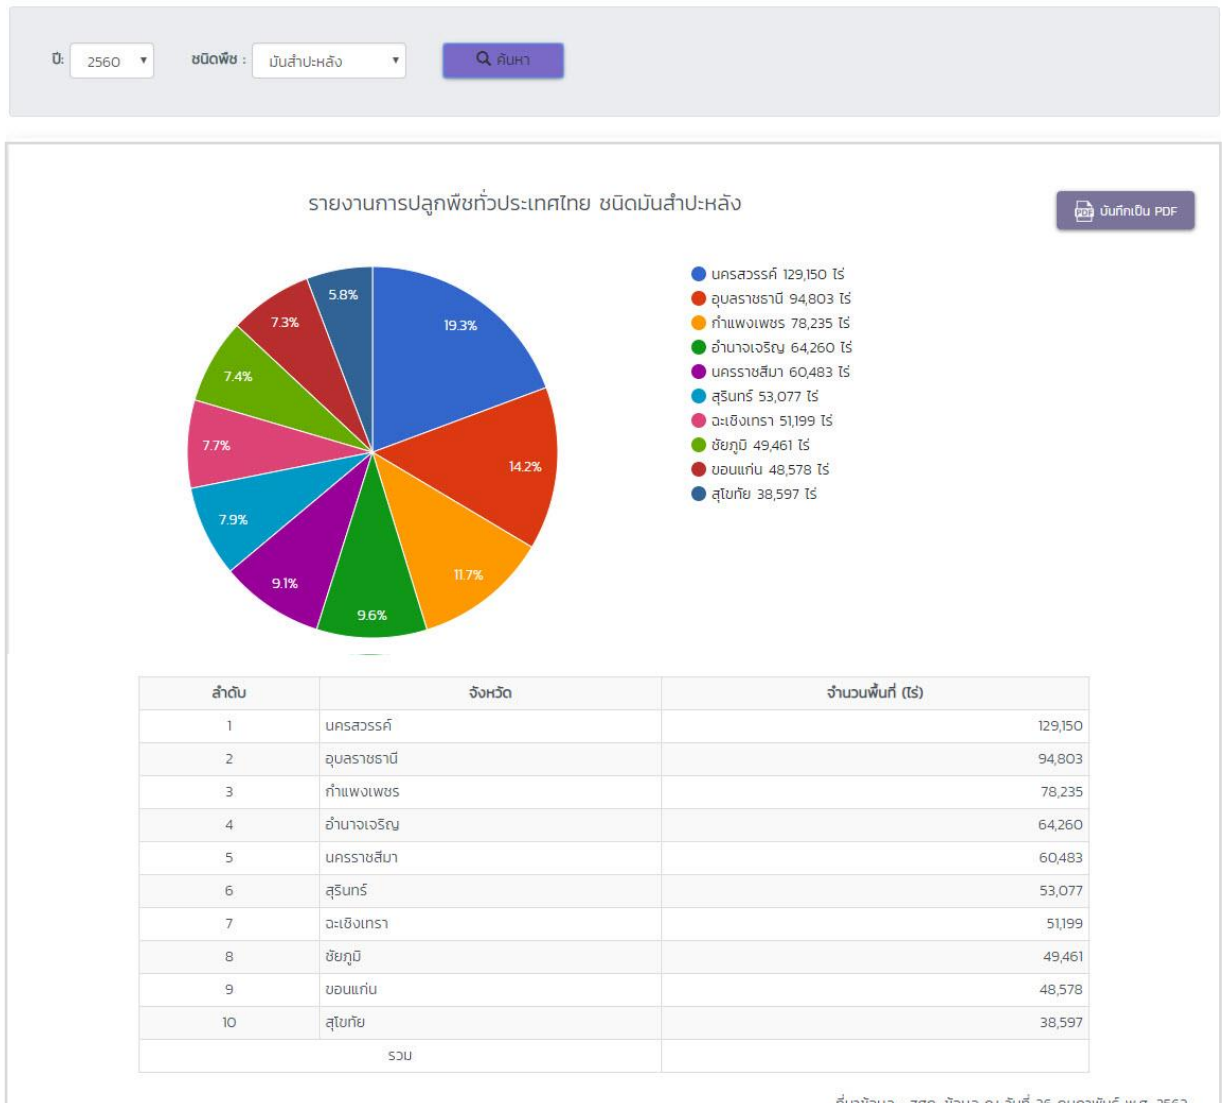 ปี: 2560 ชนิดพืช : มันสำปะหลัง ค้นหา
รายงานการปลูกพืชทั่วประเทศไทย ชนิดมันสำปะหลัง
PDF บันทึกเป็น PDF
นครสวรรค์ 129,150 ไร่
อุบลราชธานี 94,803 ไร่
กำแพงเพชร 78,235 ไร่
อำนาจเจริญ 64,260 ไร่
นครราชสีมา 60,483 ไร่
สุรินทร์ 53,077 ไร่
ฉะเชิงเทรา 51,199 ไร่
ชัยภูมิ 49,461 ไร่
ขอนแก่น 48,578 ไร่
สุโขทัย 38,597 ไร่
19.3%
14.2%
11.7%
9.6%
9.1%
7.9%
7.7%
7.4%
7.3%
5.8%
ลำดับ จังหวัด จำนวนพื้นที่ (ไร่)
1 นครสวรรค์ 129,150
2 อุบลราชธานี 94,803
3 กำแพงเพชร 78,235
4 อำนาจเจริญ 64,260
5 นครราชสีมา 60,483
6 สุรินทร์ 53,077
7 ฉะเชิงเทรา 51,199
8 ชัยภูมิ 49,461
9 ขอนแก่น 48,578
10 สุโขทัย 38,597
รวม